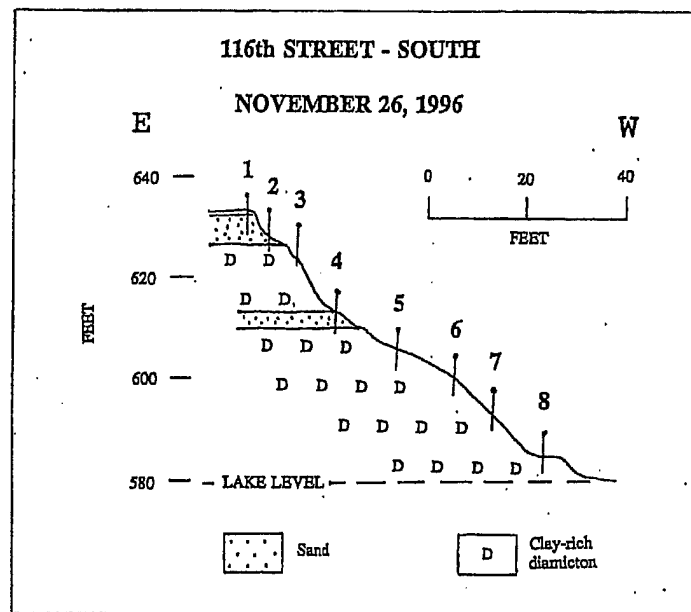 116th STREET - SOUTH
NOVEMBER 26, 1996
E W
1 2 3 4 5 6 7 8
0 20 40
FEET
640
620
600
580
FEET
D D
D D
D D D
D D D D
D D D D
D D D D
LAKE LEVEL
Sand
D Clay-rich
diamicton